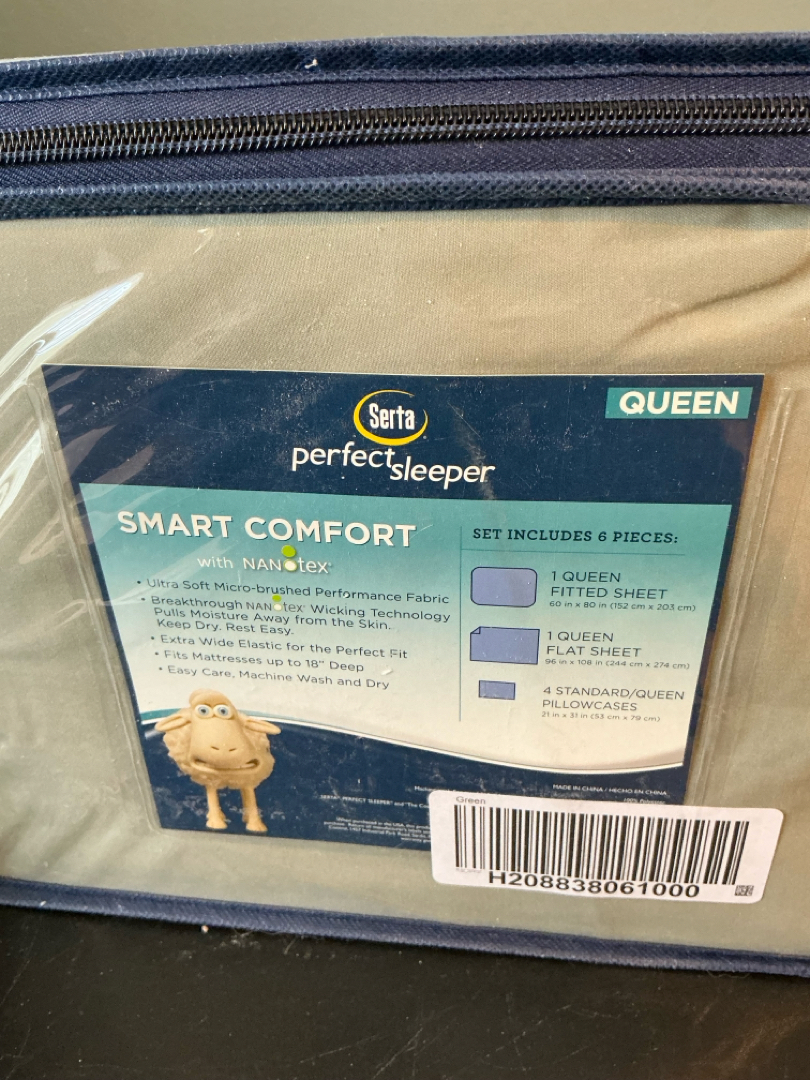 Serta
QUEEN
perfect sleeper
SMART COMFORT
with NANOtex
• Ultra Soft Micro-brushed Performance Fabric
• Breakthrough NANOtex Wicking Technology
Pulls Moisture Away from the Skin.
Keep Dry. Rest Easy.
• Extra Wide Elastic for the Perfect Fit
• Fits Mattresses up to 18" Deep
• Easy Care, Machine Wash and Dry
SET INCLUDES 6 PIECES:
1 QUEEN
FITTED SHEET
60 in x 80 in (152 cm x 203 cm)
1 QUEEN
FLAT SHEET
96 in x 108 in (244 cm x 274 cm)
4 STANDARD/QUEEN
PILLOWCASES
21 in x 31 in (53 cm x 79 cm)
MADE IN CHINA / HECHO EN CHINA
Green
H208838061000